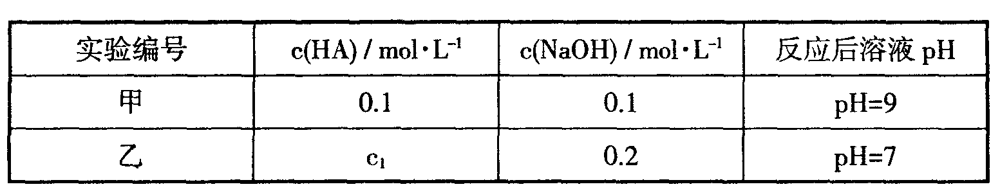 实验编号 c(HA) / mol·L⁻¹ c(NaOH) / mol·L⁻¹ 反应后溶液 pH
甲 0.1 0.1 pH=9
乙 c₁ 0.2 pH=7